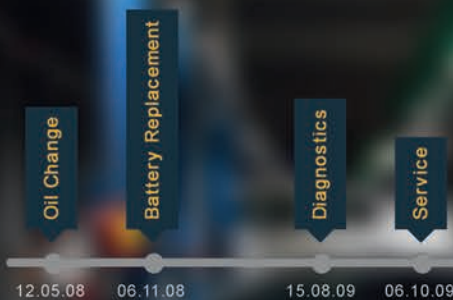 Oil Change
Battery Replacement
Diagnostics
Service
12.05.08
06.11.08
15.08.09
06.10.09